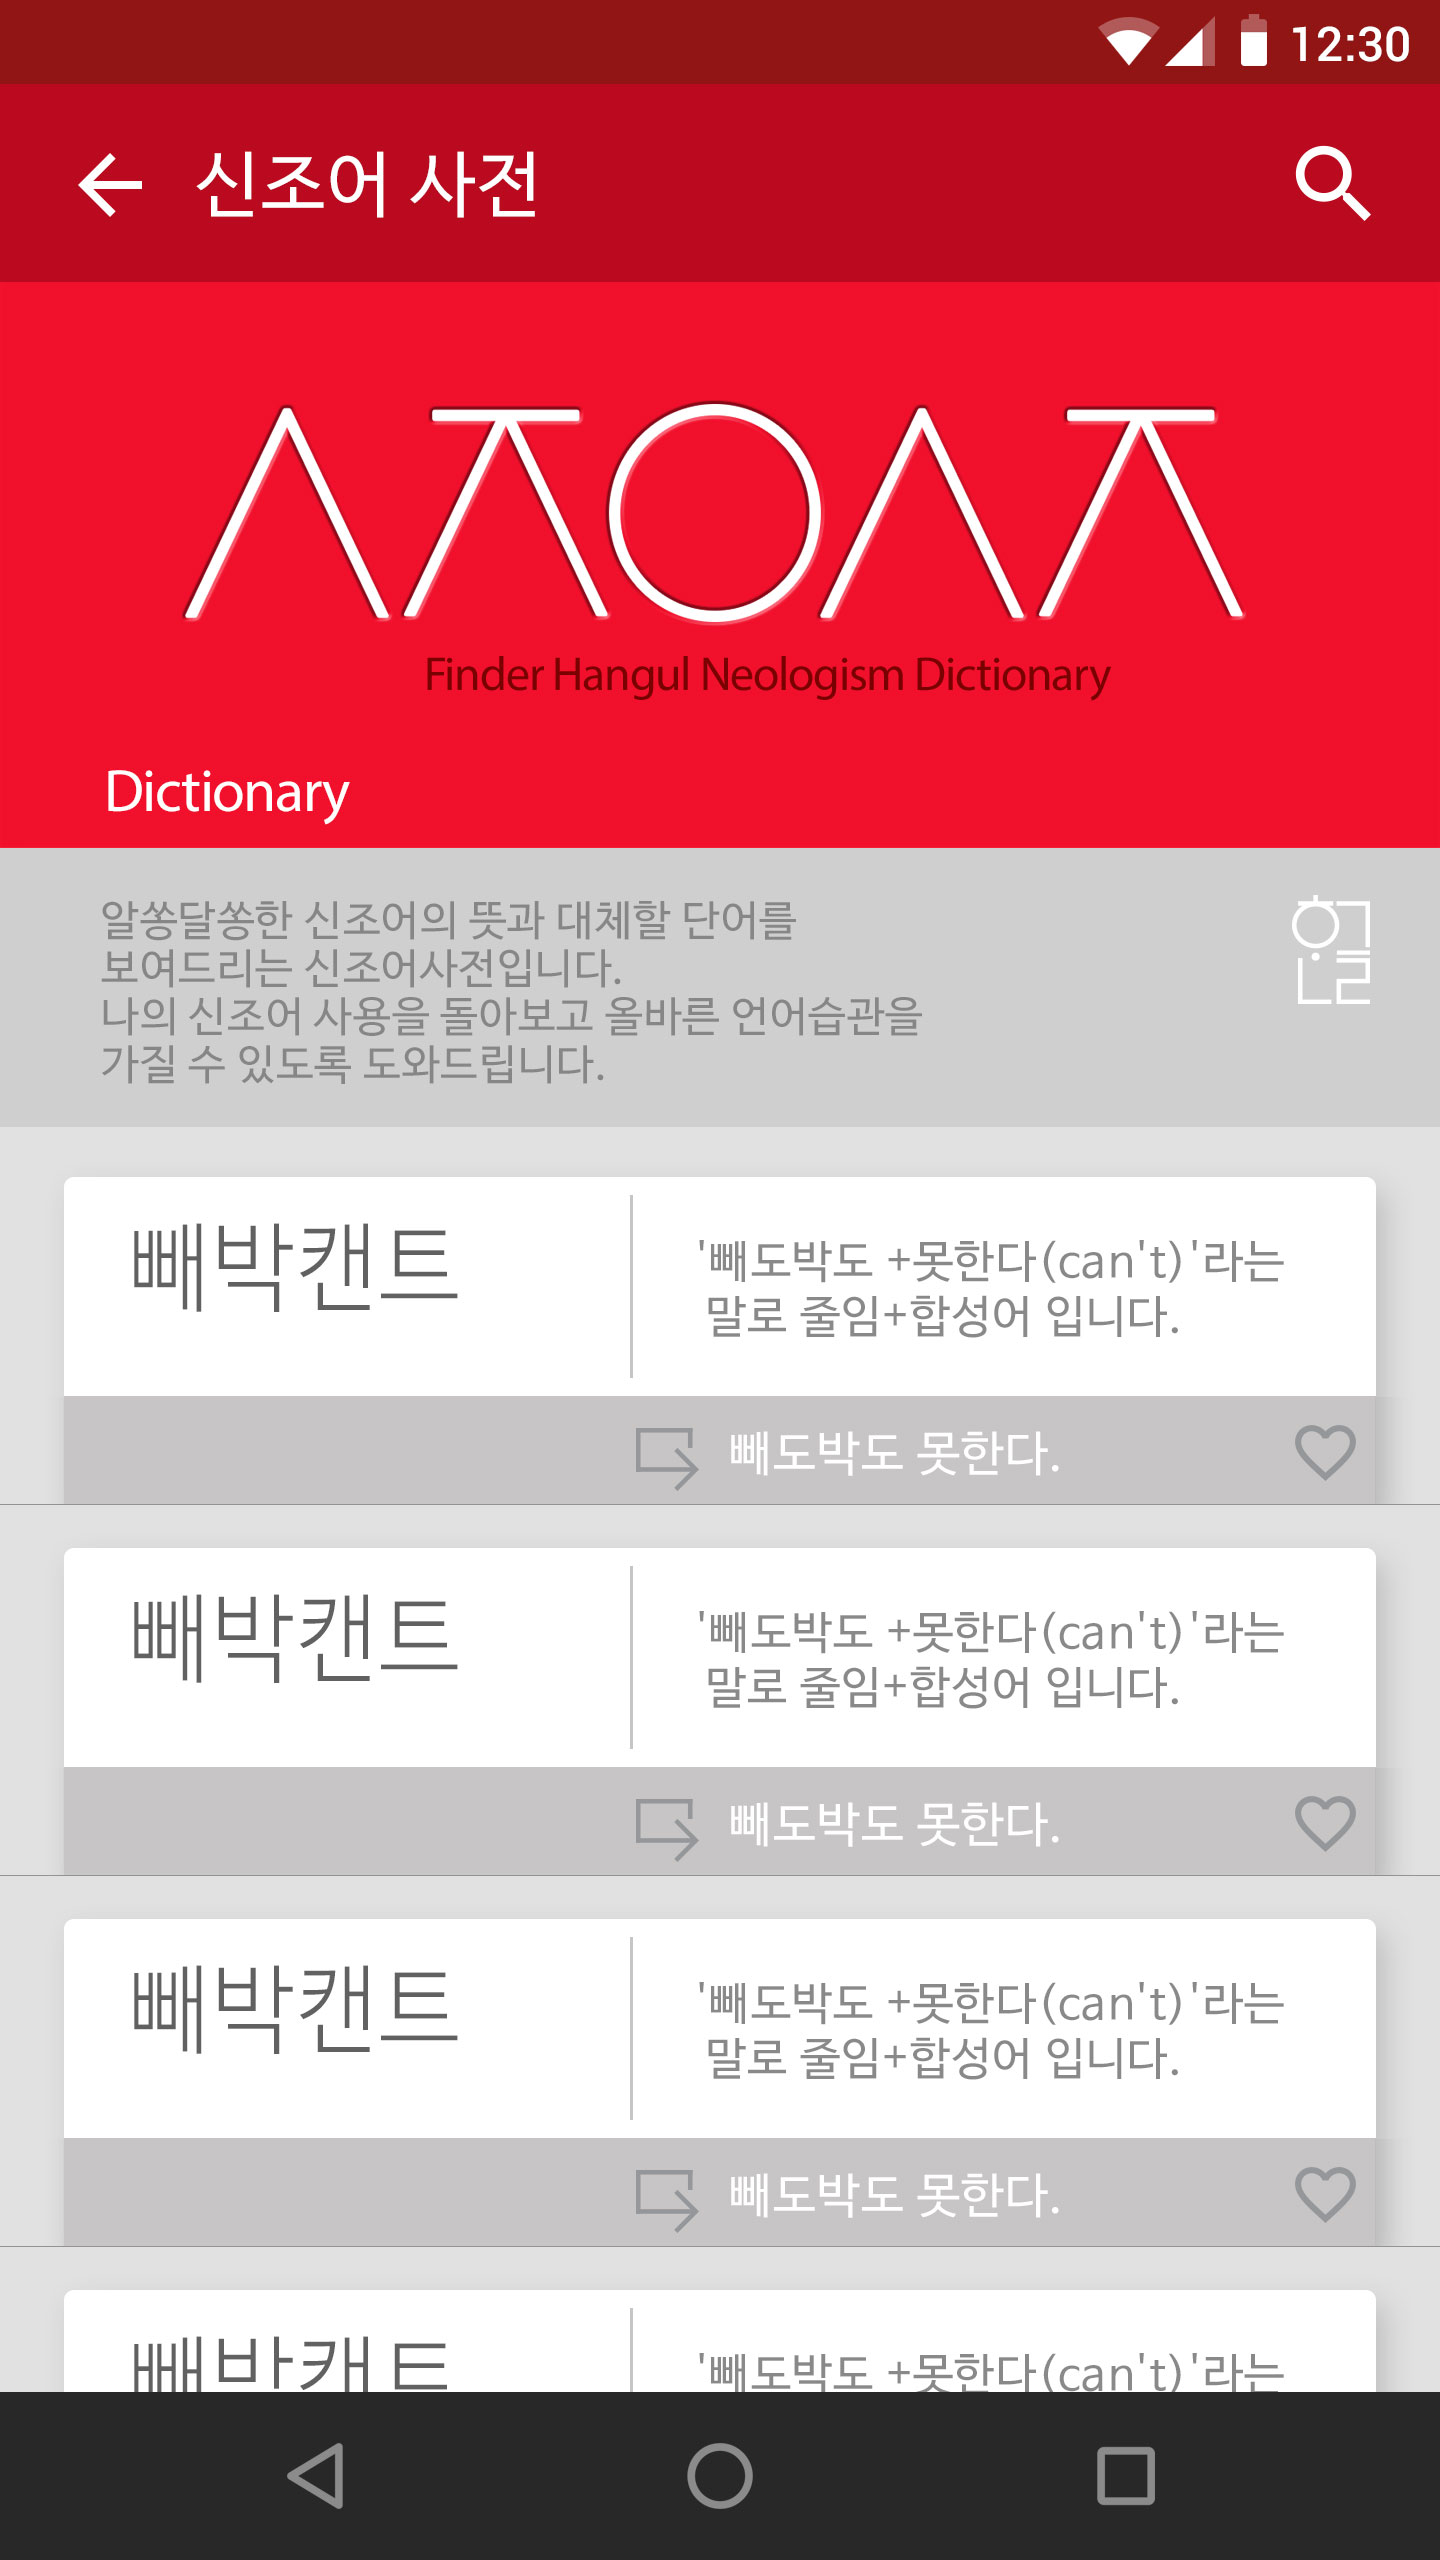 12:30
신조어 사전
ㅅㅈㅇㅅㅈ
Finder Hangul Neologism Dictionary
Dictionary
알쏭달쏭한 신조어의 뜻과 대체할 단어를
보여드리는 신조어사전입니다.
나의 신조어 사용을 돌아보고 올바른 언어습관을
가질 수 있도록 도와드립니다.
빼박캔트
'빼도박도 +못한다(can't)'라는
말로 줄임+합성어 입니다.
빼도박도 못한다.
빼박캔트
'빼도박도 +못한다(can't)'라는
말로 줄임+합성어 입니다.
빼도박도 못한다.
빼박캔트
'빼도박도 +못한다(can't)'라는
말로 줄임+합성어 입니다.
빼도박도 못한다.
빼박캔트
'빼도박도 +못한다(can't)'라는